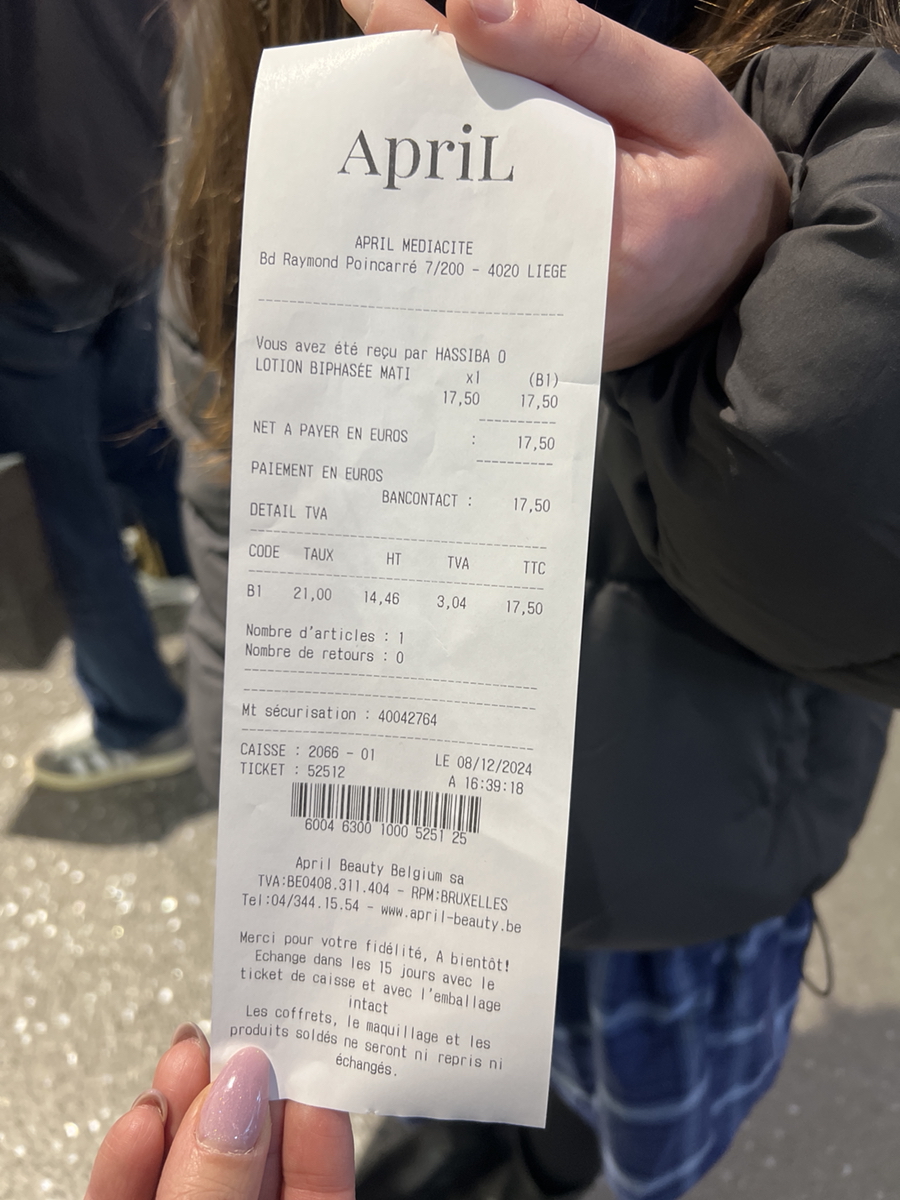 ApriL
APRIL MEDIACITE
Bd Raymond Poincarré 7/200 - 4020 LIEGE
Vous avez été reçu par HASSIBA O
LOTION BIPHASÉE MATI x1 (B1)
17,50 17,50
NET A PAYER EN EUROS : 17,50
PAIEMENT EN EUROS
BANCONTACT : 17,50
DETAIL TVA
CODE TAUX HT TVA TTC
B1 21,00 14,46 3,04 17,50
Nombre d'articles : 1
Nombre de retours : 0
Mt sécurisation : 40042764
CAISSE : 2066 - 01 LE 08/12/2024
TICKET : 52512 A 16:39:18
6004 6300 1000 5251 25
April Beauty Belgium sa
TVA:BE0408.311.404 - RPM:BRUXELLES
Tel:04/344.15.54 - www.april-beauty.be
Merci pour votre fidélité, A bientôt!
Echange dans les 15 jours avec le
ticket de caisse et avec l'emballage
intact
Les coffrets, le maquillage et les
produits soldés ne seront ni repris ni
échangés.